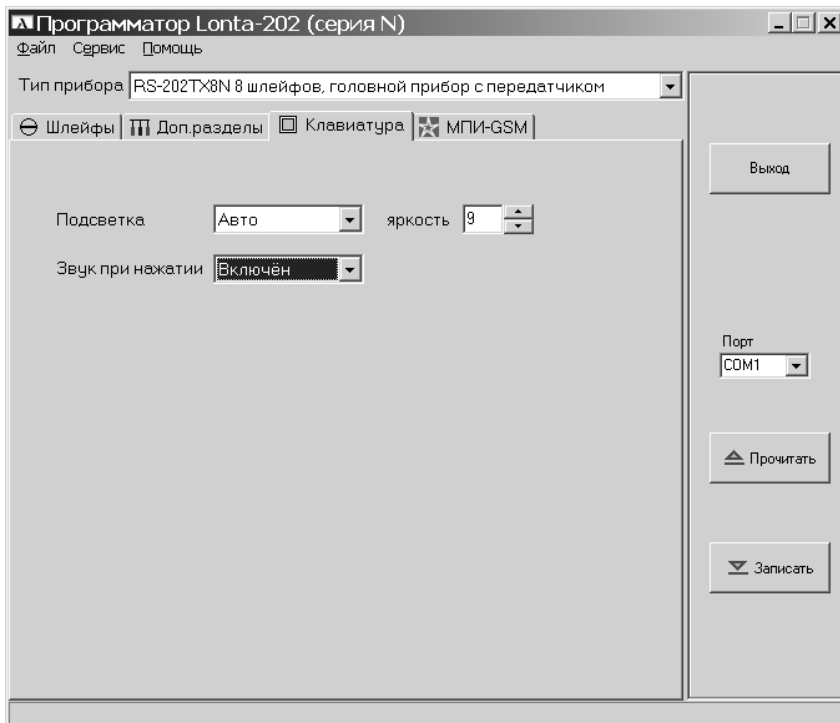 Программатор Lonta-202 (серия N)
Файл Сервис Помощь
Тип прибора RS-202TX8N 8 шлейфов, головной прибор с передатчиком
Шлейфы Доп.разделы Клавиатура МПИ-GSM
Выход
Подсветка Авто яркость 9
Звук при нажатии Включён
Порт
COM1
Прочитать
Записать